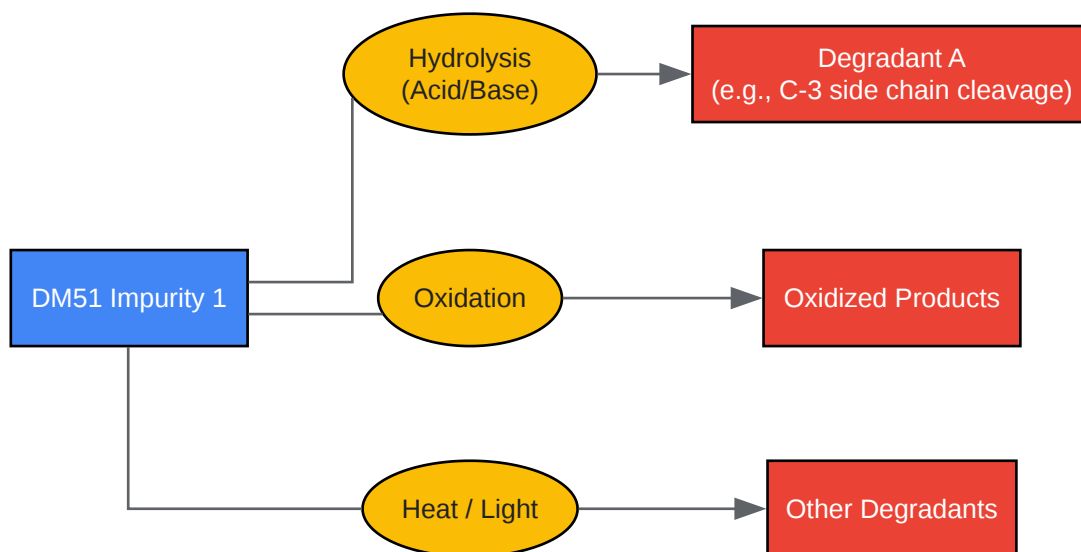 Hydrolysis
(Acid/Base)
Degradant A
(e.g., C-3 side chain cleavage)
DM51 Impurity 1
Oxidation
Oxidized Products
Heat / Light
Other Degradants